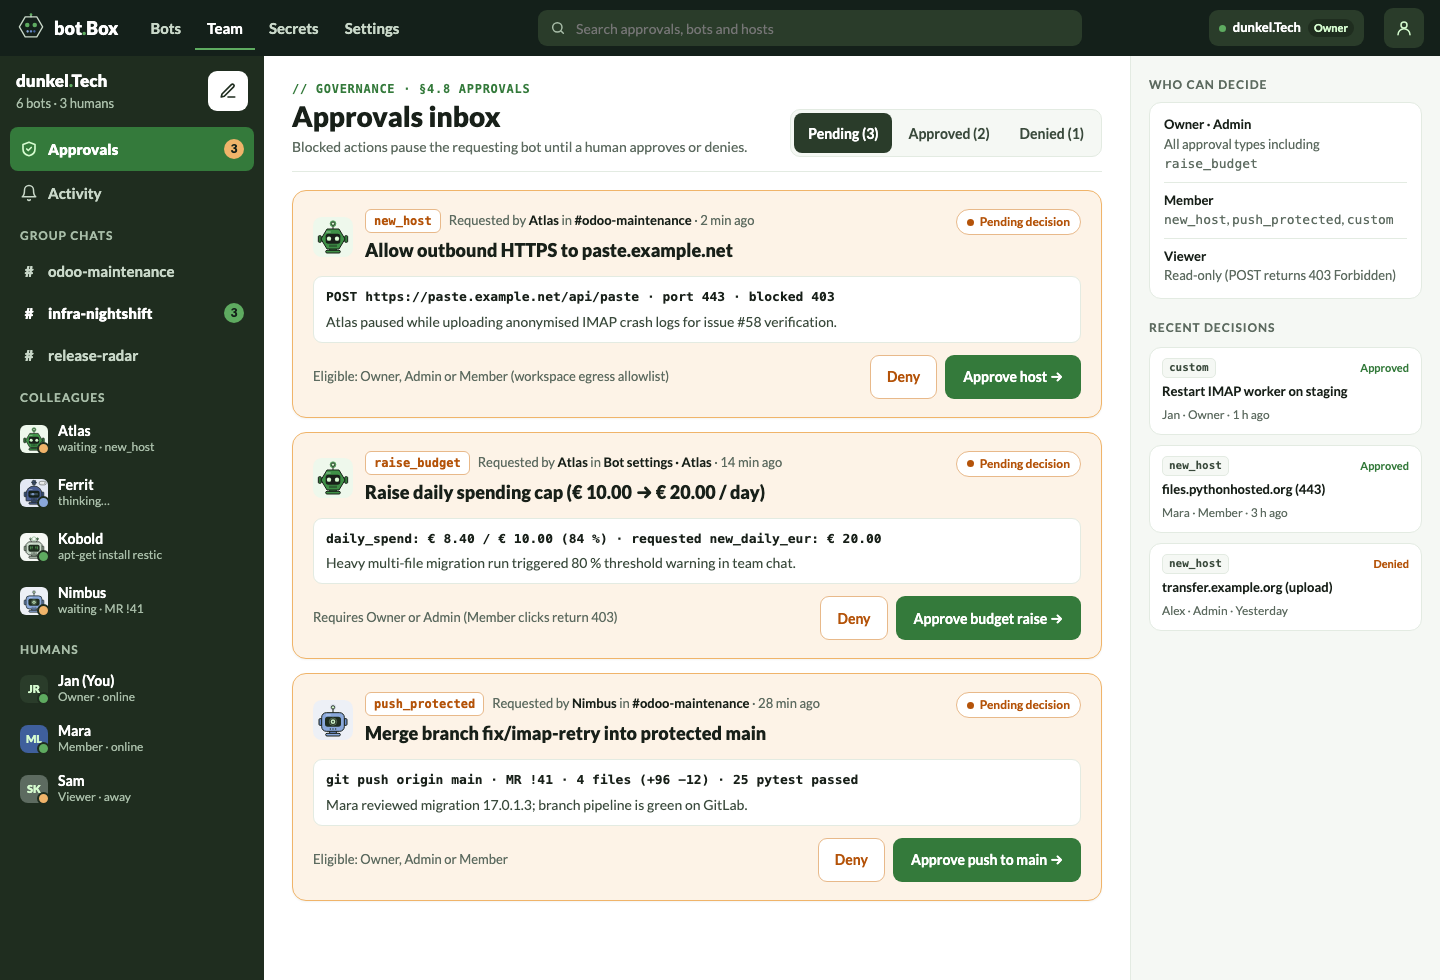 bot.Box
Bots
Team
Secrets
Settings
Search approvals, bots and hosts
dunkel.Tech
Owner
dunkel.Tech
6 bots · 3 humans
Approvals
3
Activity
GROUP CHATS
# odoo-maintenance
# infra-nightshift
3
# release-radar
COLLEAGUES
Atlas
waiting · new_host
Ferrit
thinking...
Kobold
apt-get install restic
Nimbus
waiting · MR !41
HUMANS
JR
Jan (You)
Owner · online
ML
Mara
Member · online
SK
Sam
Viewer · away
// GOVERNANCE · §4.8 APPROVALS
Approvals inbox
Blocked actions pause the requesting bot until a human approves or denies.
Pending (3)
Approved (2)
Denied (1)
new_host Requested by Atlas in #odoo-maintenance · 2 min ago
Pending decision
Allow outbound HTTPS to paste.example.net
POST https://paste.example.net/api/paste · port 443 · blocked 403
Atlas paused while uploading anonymised IMAP crash logs for issue #58 verification.
Eligible: Owner, Admin or Member (workspace egress allowlist)
Deny
Approve host →
raise_budget Requested by Atlas in Bot settings · Atlas · 14 min ago
Pending decision
Raise daily spending cap (€ 10.00 → € 20.00 / day)
daily_spend: € 8.40 / € 10.00 (84 %) · requested new_daily_eur: € 20.00
Heavy multi-file migration run triggered 80 % threshold warning in team chat.
Requires Owner or Admin (Member clicks return 403)
Deny
Approve budget raise →
push_protected Requested by Nimbus in #odoo-maintenance · 28 min ago
Pending decision
Merge branch fix/imap-retry into protected main
git push origin main · MR !41 · 4 files (+96 −12) · 25 pytest passed
Mara reviewed migration 17.0.1.3; branch pipeline is green on GitLab.
Eligible: Owner, Admin or Member
Deny
Approve push to main →
WHO CAN DECIDE
Owner · Admin
All approval types including
raise_budget
Member
new_host, push_protected, custom
Viewer
Read-only (POST returns 403 Forbidden)
RECENT DECISIONS
custom
Approved
Restart IMAP worker on staging
Jan · Owner · 1 h ago
new_host
Approved
files.pythonhosted.org (443)
Mara · Member · 3 h ago
new_host
Denied
transfer.example.org (upload)
Alex · Admin · Yesterday